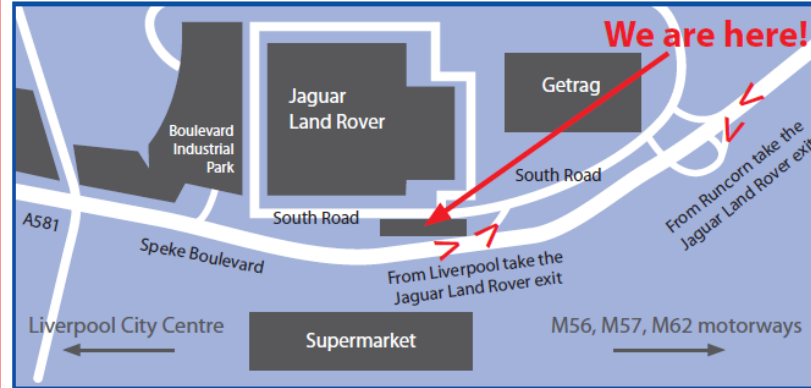 We are here!
Jaguar
Land Rover
Getrag
Boulevard
Industrial
Park
South Road
South Road
A581
Speke Boulevard
From Runcorn take the
Jaguar Land Rover exit
From Liverpool take the
Jaguar Land Rover exit
Liverpool City Centre
Supermarket
M56, M57, M62 motorways